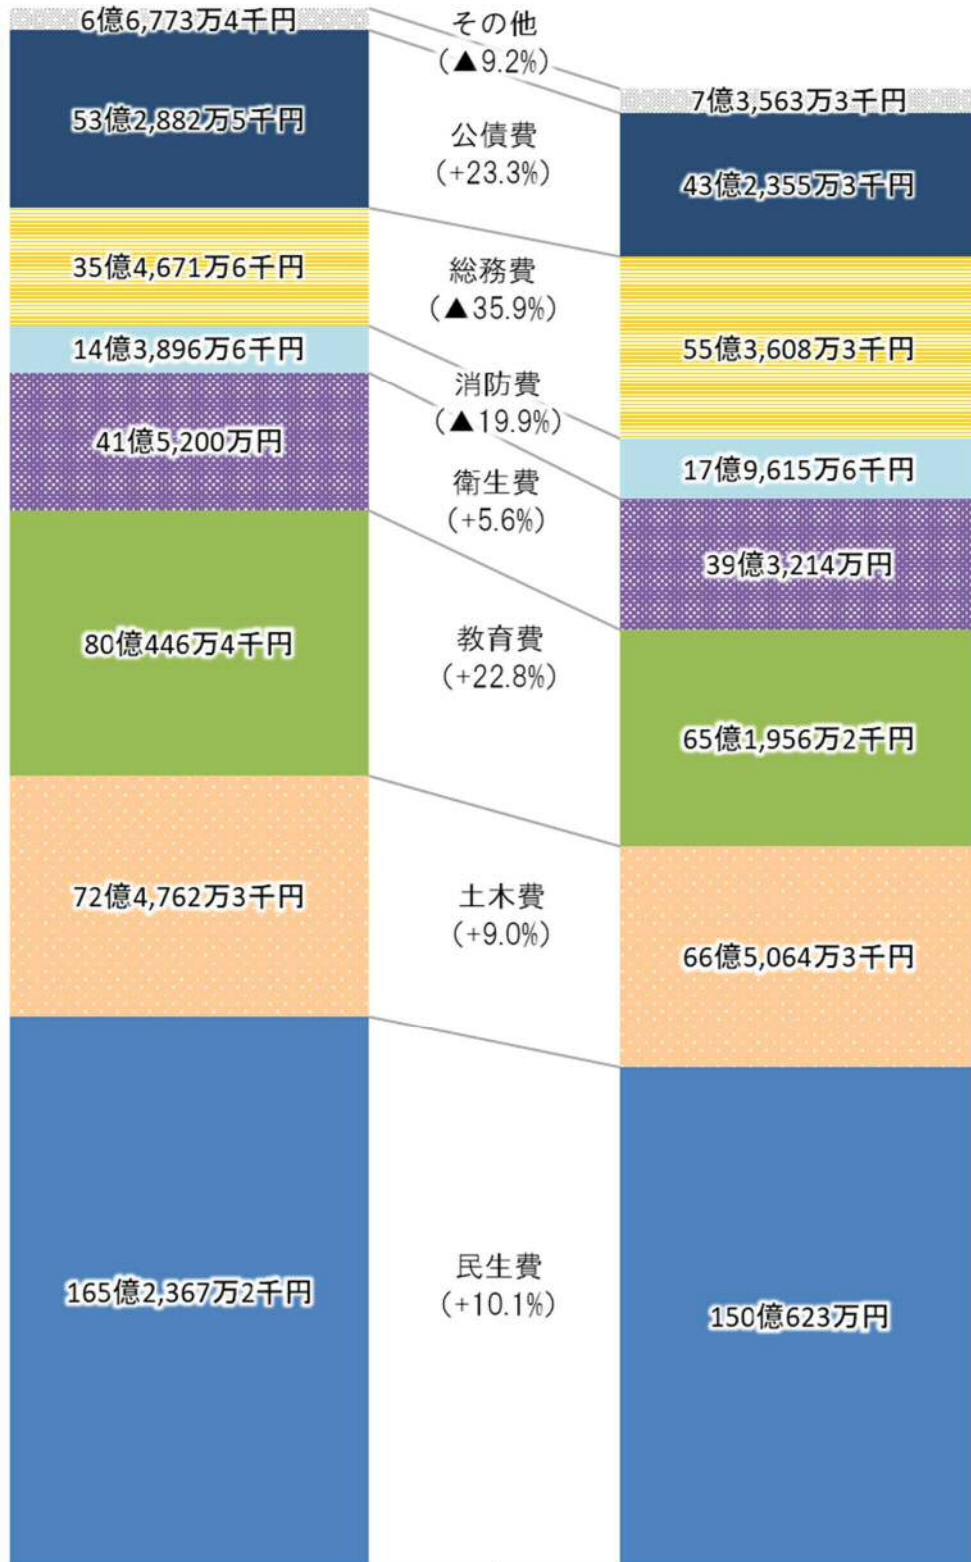 6億6,773万4千円
その他
(▲9.2%)
7億3,563万3千円
53億2,882万5千円
公債費
(+23.3%)
43億2,355万3千円
35億4,671万6千円
総務費
(▲35.9%)
55億3,608万3千円
14億3,896万6千円
消防費
(▲19.9%)
17億9,615万6千円
41億5,200万円
衛生費
(+5.6%)
39億3,214万円
80億446万4千円
教育費
(+22.8%)
65億1,956万2千円
72億4,762万3千円
土木費
(+9.0%)
66億5,064万3千円
165億2,367万2千円
民生費
(+10.1%)
150億623万円